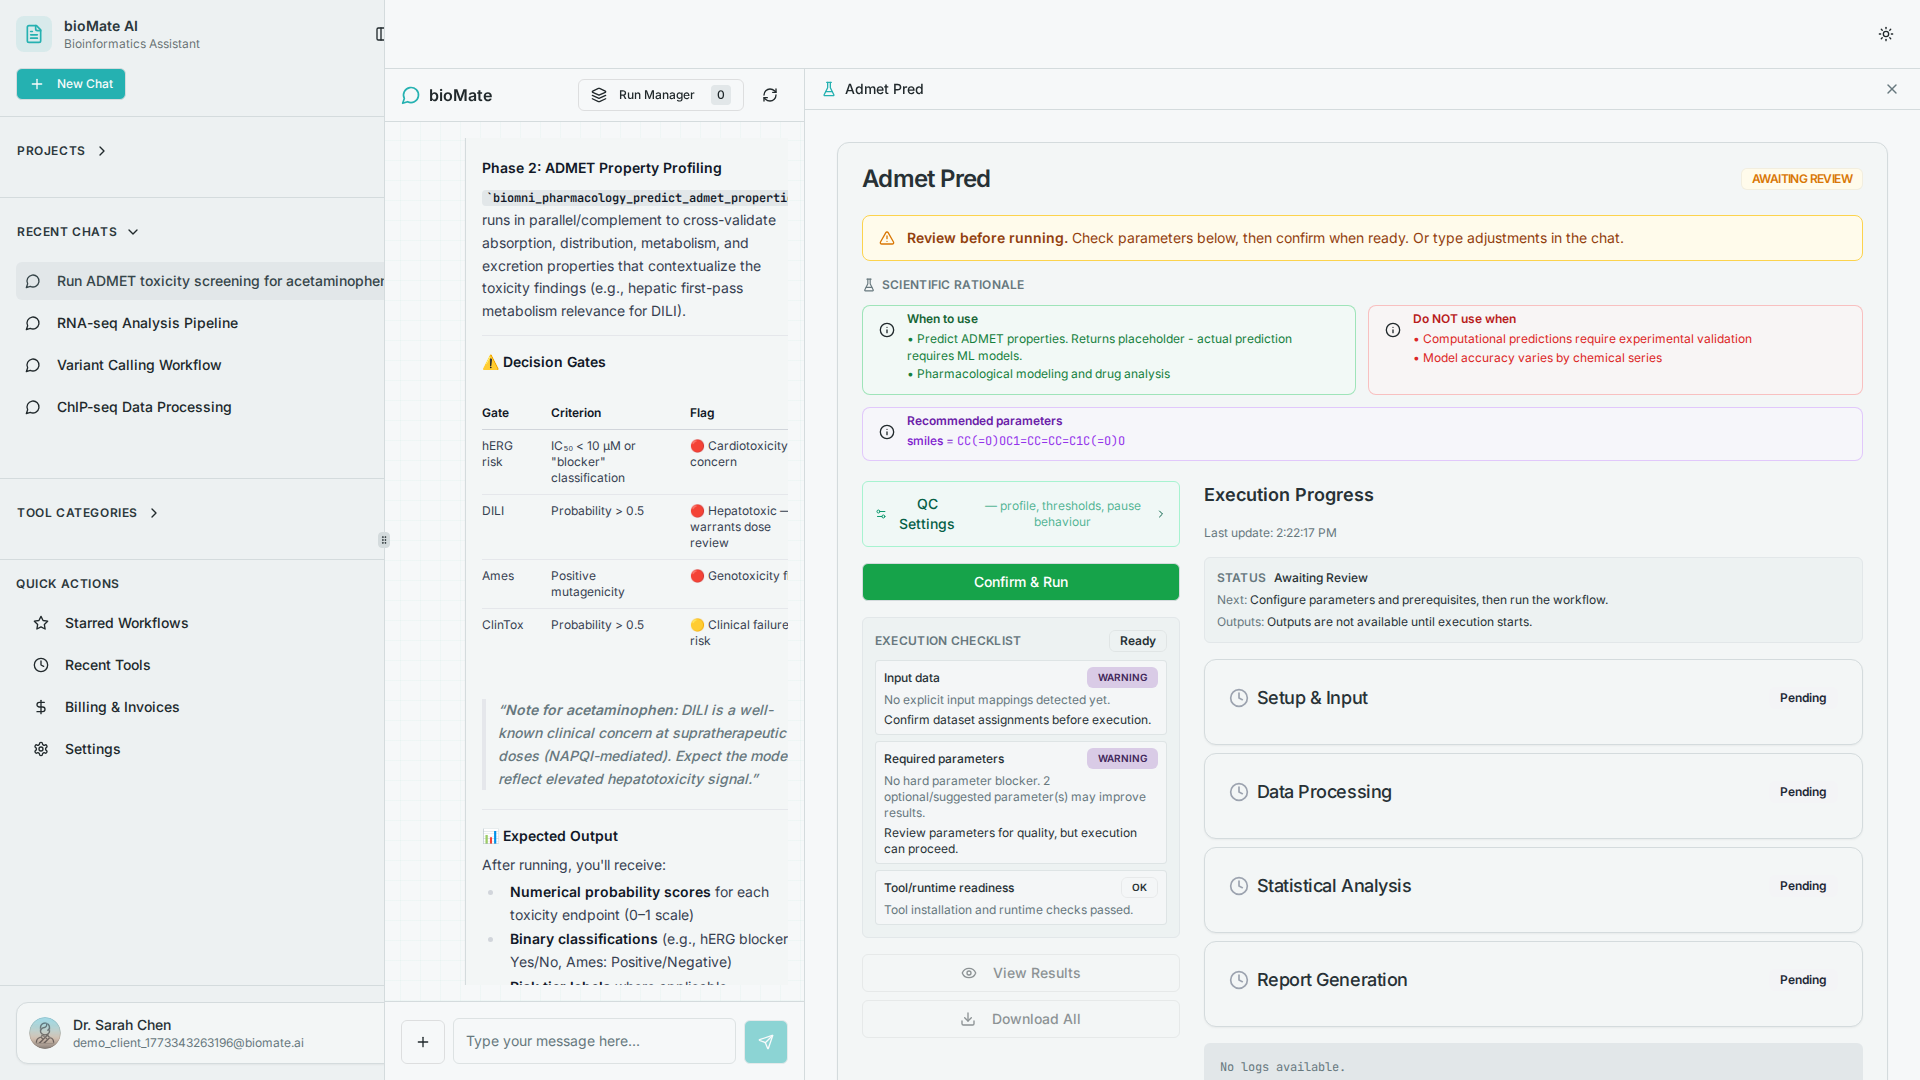 bioMate AI
Bioinformatics Assistant
New Chat
PROJECTS
RECENT CHATS
Run ADMET toxicity screening for acetaminophen
RNA-seq Analysis Pipeline
Variant Calling Workflow
ChIP-seq Data Processing
TOOL CATEGORIES
QUICK ACTIONS
Starred Workflows
Recent Tools
Billing & Invoices
Settings
Dr. Sarah Chen
demo_client_1773343263196@biomate.ai
bioMate
Run Manager 0
Phase 2: ADMET Property Profiling
`biomni_pharmacology_predict_admet_properti
runs in parallel/complement to cross-validate
absorption, distribution, metabolism, and
excretion properties that contextualize the
toxicity findings (e.g., hepatic first-pass
metabolism relevance for DILI).
⚠️ Decision Gates
Gate Criterion Flag
hERG risk IC₅₀ < 10 µM or "blocker" classification 🔴 Cardiotoxicity concern
DILI Probability > 0.5 🔴 Hepatotoxic — warrants dose review
Ames Positive mutagenicity 🔴 Genotoxicity f
ClinTox Probability > 0.5 🟡 Clinical failure risk
“Note for acetaminophen: DILI is a well-
known clinical concern at supratherapeutic
doses (NAPQI-mediated). Expect the mode
reflect elevated hepatotoxicity signal.”
📊 Expected Output
After running, you'll receive:
• Numerical probability scores for each
toxicity endpoint (0–1 scale)
• Binary classifications (e.g., hERG blocker
Yes/No, Ames: Positive/Negative)
Risk tier labels where applicable
Type your message here...
Admet Pred
Admet Pred
AWAITING REVIEW
Review before running. Check parameters below, then confirm when ready. Or type adjustments in the chat.
SCIENTIFIC RATIONALE
When to use
• Predict ADMET properties. Returns placeholder - actual prediction
requires ML models.
• Pharmacological modeling and drug analysis
Do NOT use when
• Computational predictions require experimental validation
• Model accuracy varies by chemical series
Recommended parameters
smiles = CC(=O)OC1=CC=CC=C1C(=O)O
QC Settings — profile, thresholds, pause behaviour
Confirm & Run
EXECUTION CHECKLIST Ready
Input data WARNING
No explicit input mappings detected yet.
Confirm dataset assignments before execution.
Required parameters WARNING
No hard parameter blocker. 2
optional/suggested parameter(s) may improve
results.
Review parameters for quality, but execution
can proceed.
Tool/runtime readiness OK
Tool installation and runtime checks passed.
View Results
Download All
Execution Progress
Last update: 2:22:17 PM
STATUS Awaiting Review
Next: Configure parameters and prerequisites, then run the workflow.
Outputs: Outputs are not available until execution starts.
Setup & Input Pending
Data Processing Pending
Statistical Analysis Pending
Report Generation Pending
No logs available.